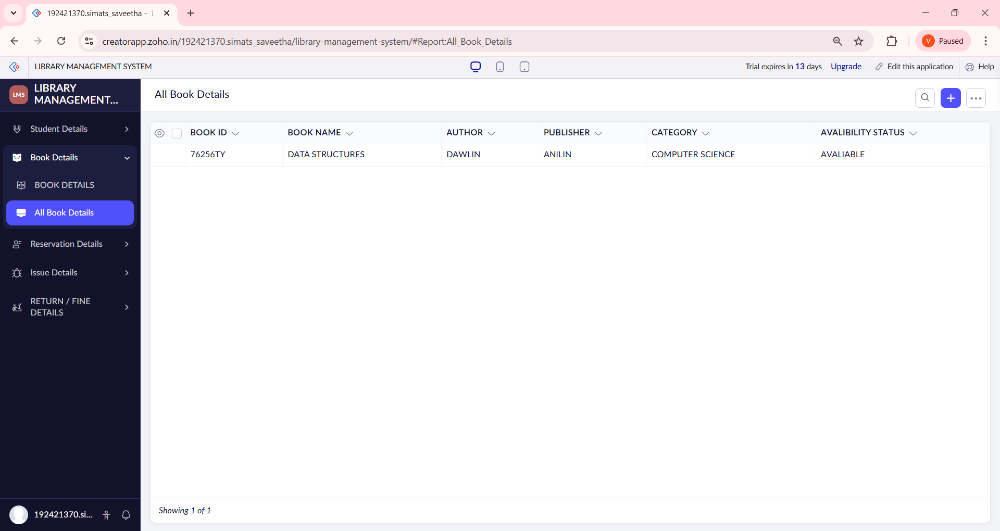 192421370.simats_saveetha - L
creatorapp.zoho.in/192421370.simats_saveetha/library-management-system/#Report:All_Book_Details
V Paused
LIBRARY MANAGEMENT SYSTEM
Trial expires in 13 days Upgrade Edit this application Help
LMS LIBRARY
MANAGEMENT...
Student Details
Book Details
BOOK DETAILS
All Book Details
Reservation Details
Issue Details
RETURN / FINE
DETAILS
192421370.si...
All Book Details
BOOK ID BOOK NAME AUTHOR PUBLISHER CATEGORY AVALIBILITY STATUS
76256TY DATA STRUCTURES DAWLIN ANILIN COMPUTER SCIENCE AVALIABLE
Showing 1 of 1